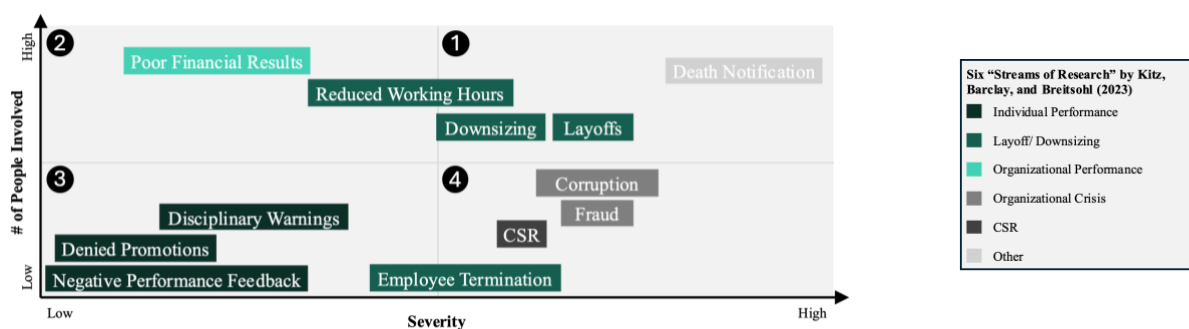 # of People Involved
High
Low
2
1
Poor Financial Results
Death Notification
Reduced Working Hours
Downsizing
Layoffs
3
4
Corruption
Disciplinary Warnings
Fraud
CSR
Denied Promotions
Negative Performance Feedback
Employee Termination
Low
High
Severity
Six “Streams of Research” by Kitz,
Barclay, and Breitsohl (2023)
Individual Performance
Layoff/ Downsizing
Organizational Performance
Organizational Crisis
CSR
Other